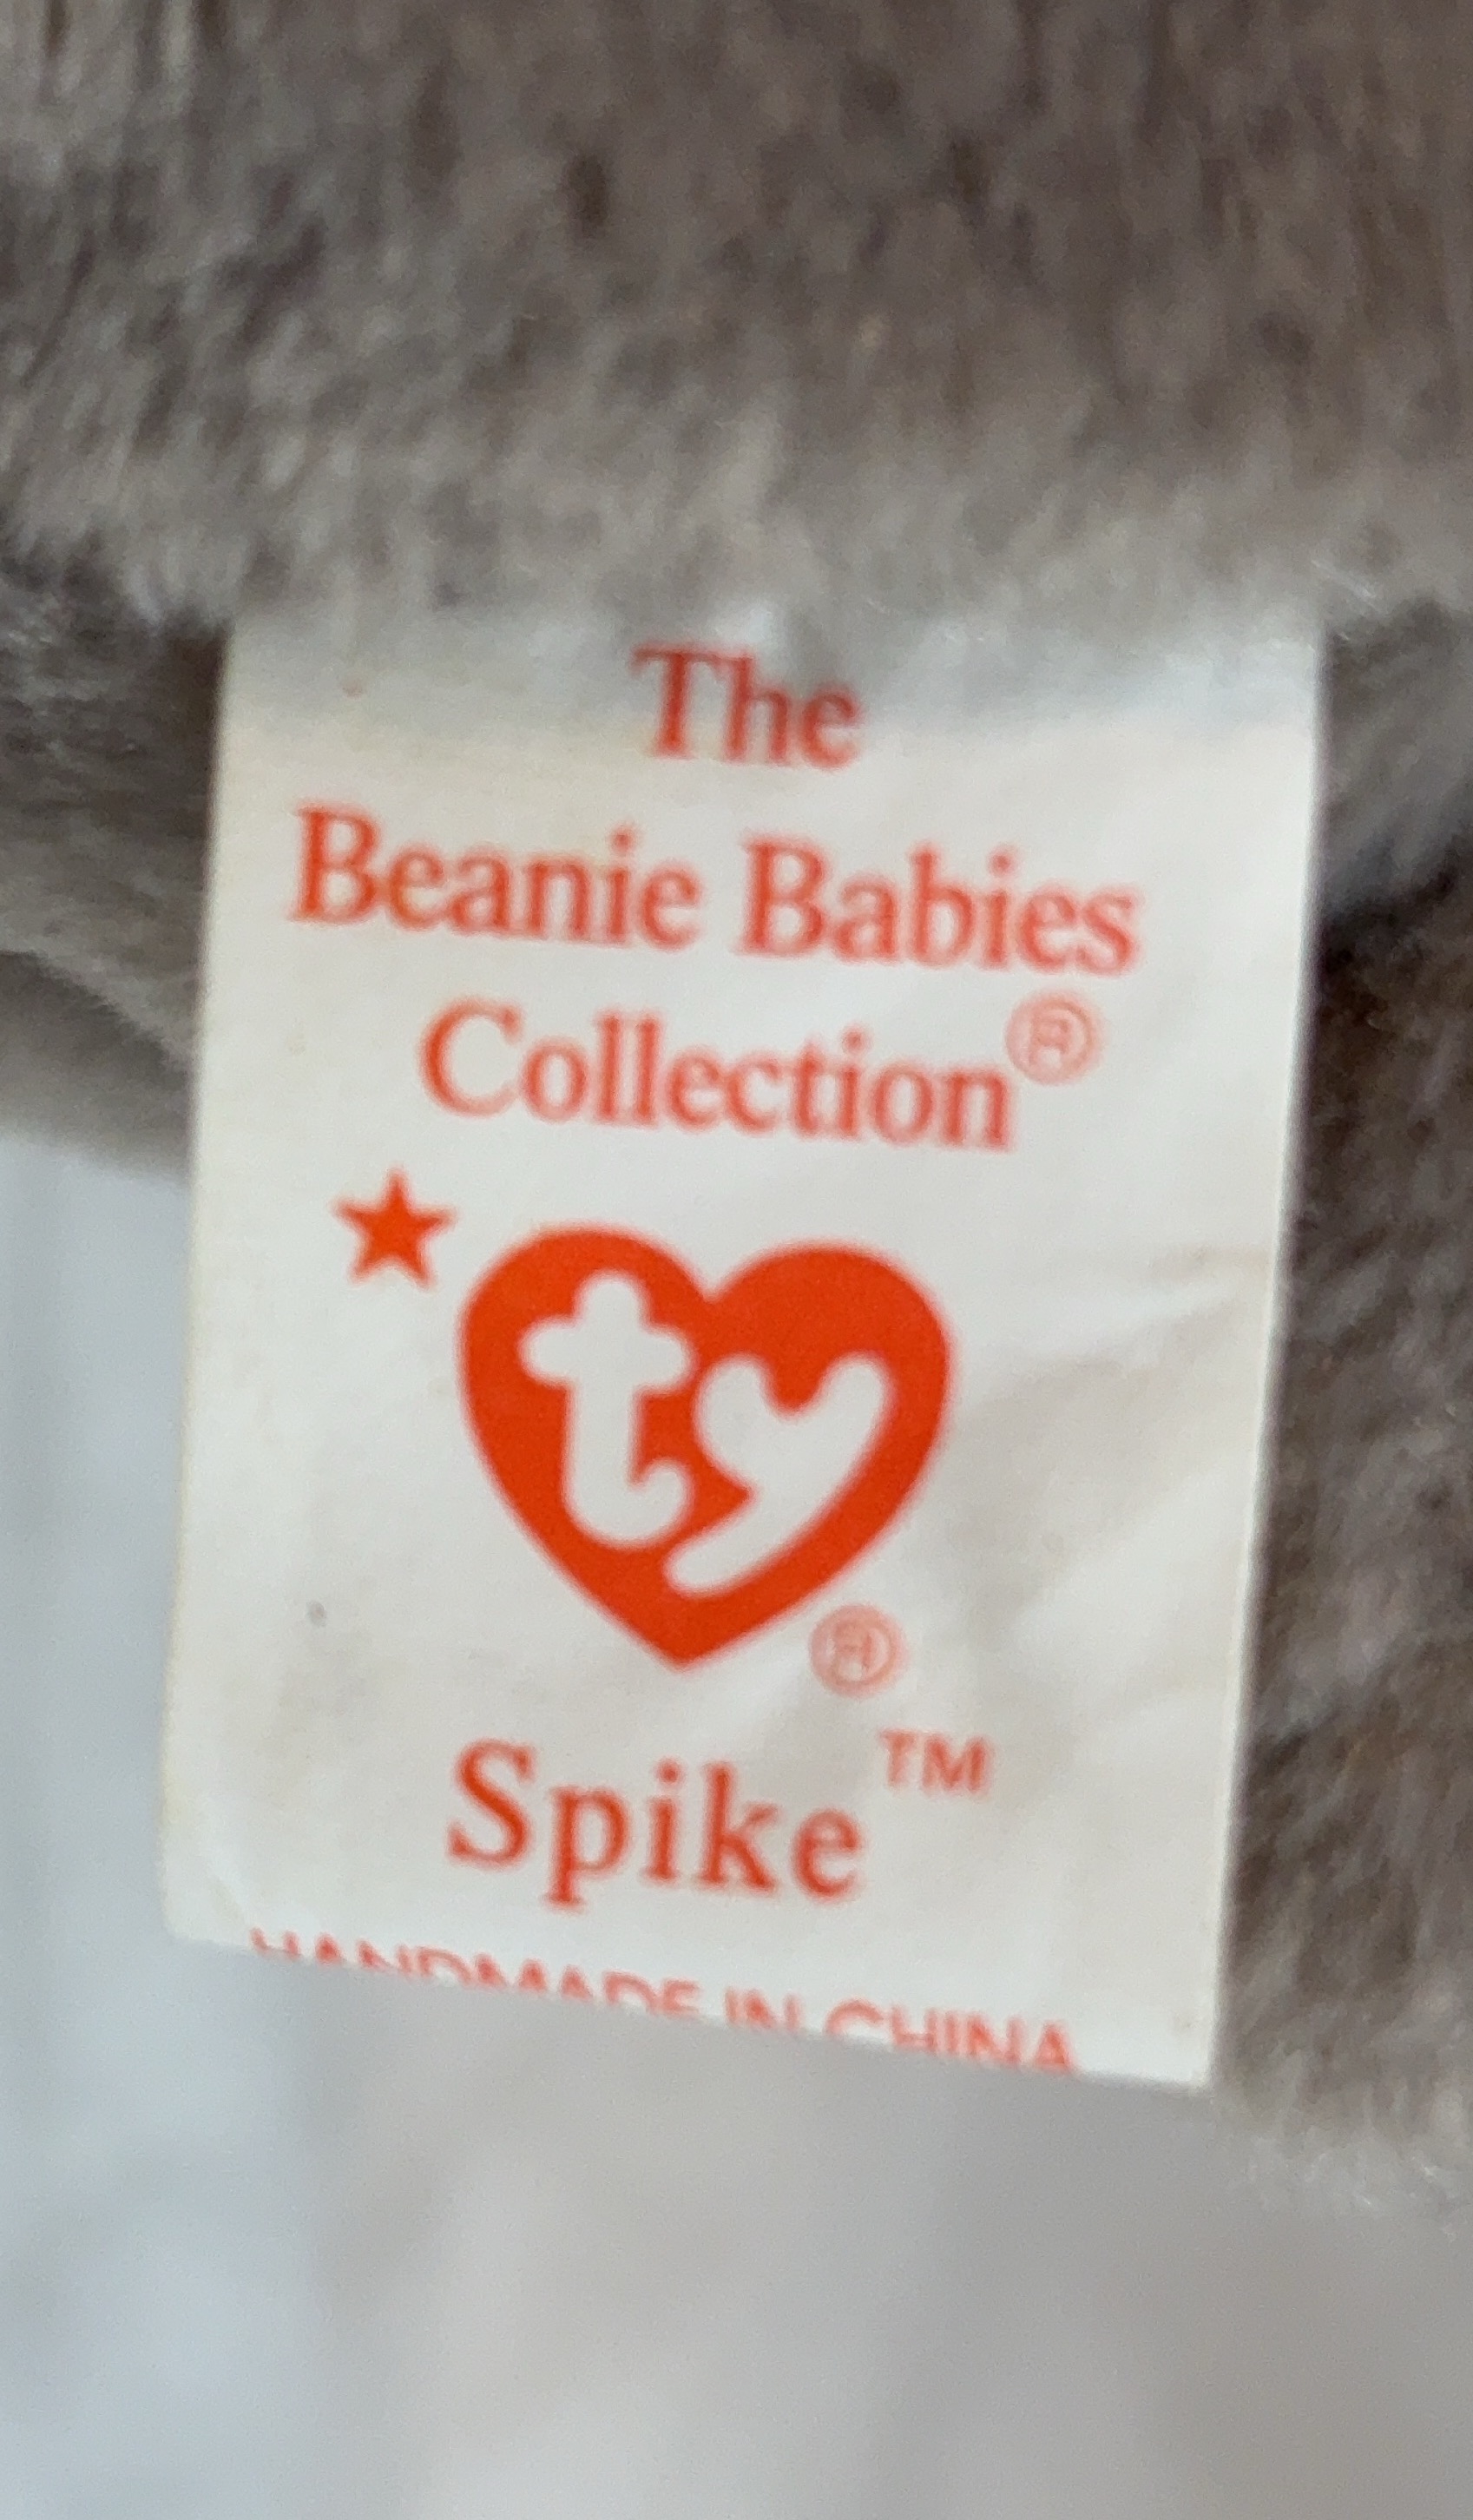 The
Beanie Babies
Collection®
★
ty®
Spike™
HANDMADE IN CHINA